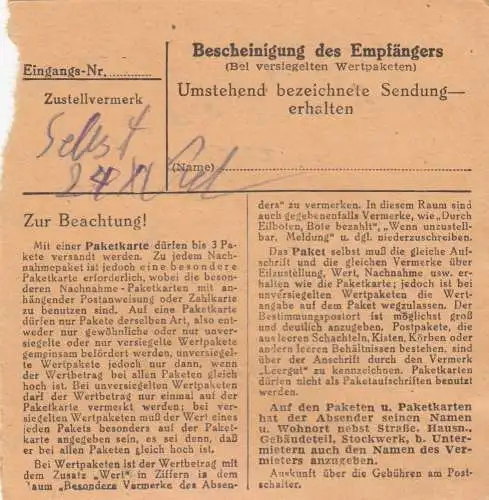 Eingangs-Nr. ............
Zustellvermerk
Selbst
24 XI
Bescheinigung des Empfängers
(Bei versiegelten Wertpaketen)
Umstehend bezeichnete Sendung—
erhalten
(Name)
Zur Beachtung!
Mit einer Paketkarte dürfen bis 3 Pa-
kete versandt werden. Zu jedem Nach-
nahmepaket ist jedoch eine besondere
Paketkarte erforderlich, wobei die beson-
deren Nachnahme-Paketkarten mit an-
hängender Postanweisung oder Zahlkarte
zu benutzen sind. Auf eine Paketkarte
dürfen nur Pakete derselben Art, also ent-
weder nur gewöhnliche oder nur unver-
siegelte oder nur versiegelte Wertpakete
gemeinsam befördert werden, unversiegel-
te Wertpakete jedoch nur dann, wenn
der Wertbetrag bei allen Paketen gleich
hoch ist. Bei unversiegelten Wertpaketen
darf der Wertbetrag nur einmal auf der
Paketkarte vermerkt werden; bei ver-
siegelten Wertpaketen muß der Wert eines
jeden Pakets besonders auf der Paket-
karte angegeben sein, es sei denn, daß
er bei allen Paketen gleich hoch ist.
Bei Wertpaketen ist der Wertbetrag mit
dem Zusatz „Wert" in Ziffern in dem
Raum „Besondere Vermerke des Absen-
ders" zu vermerken. In diesem Raum sind
auch gegebenenfalls Vermerke, wie „Durch
Eilboten, Bote bezahlt", „Wenn unzustell-
bar, Meldung" u. dgl. niederzuschreiben.
Das Paket selbst muß die gleiche Auf-
schrift und die gleichen Vermerke über
Eilzustellung, Wert, Nachnahme usw. er-
halten wie die Paketkarte; jedoch ist bei
unversiegelten Wertpaketen die Wert-
angabe auf dem Paket wegzulassen. Der
Bestimmungspostort ist möglichst groß
und deutlich anzugeben. Postpakete, die
aus leeren Schachteln, Kisten, Körben oder
andern leeren Behältnissen bestehen, sind
über der Anschrift durch den Vermerk
„Leergut" zu kennzeichnen. Paketkarten
dürfen nicht als Paketaufschriften benutzt
werden.
Auf den Paketen u. Paketkarten
hat der Absender seinen Namen
u. Wohnort nebst Straße, Hausn.,
Gebäudeteil, Stockwerk, b. Unter-
mietern auch den Namen des Ver-
mieters anzugeben.
Auskunft über die Gebühren am Post-
schalter.